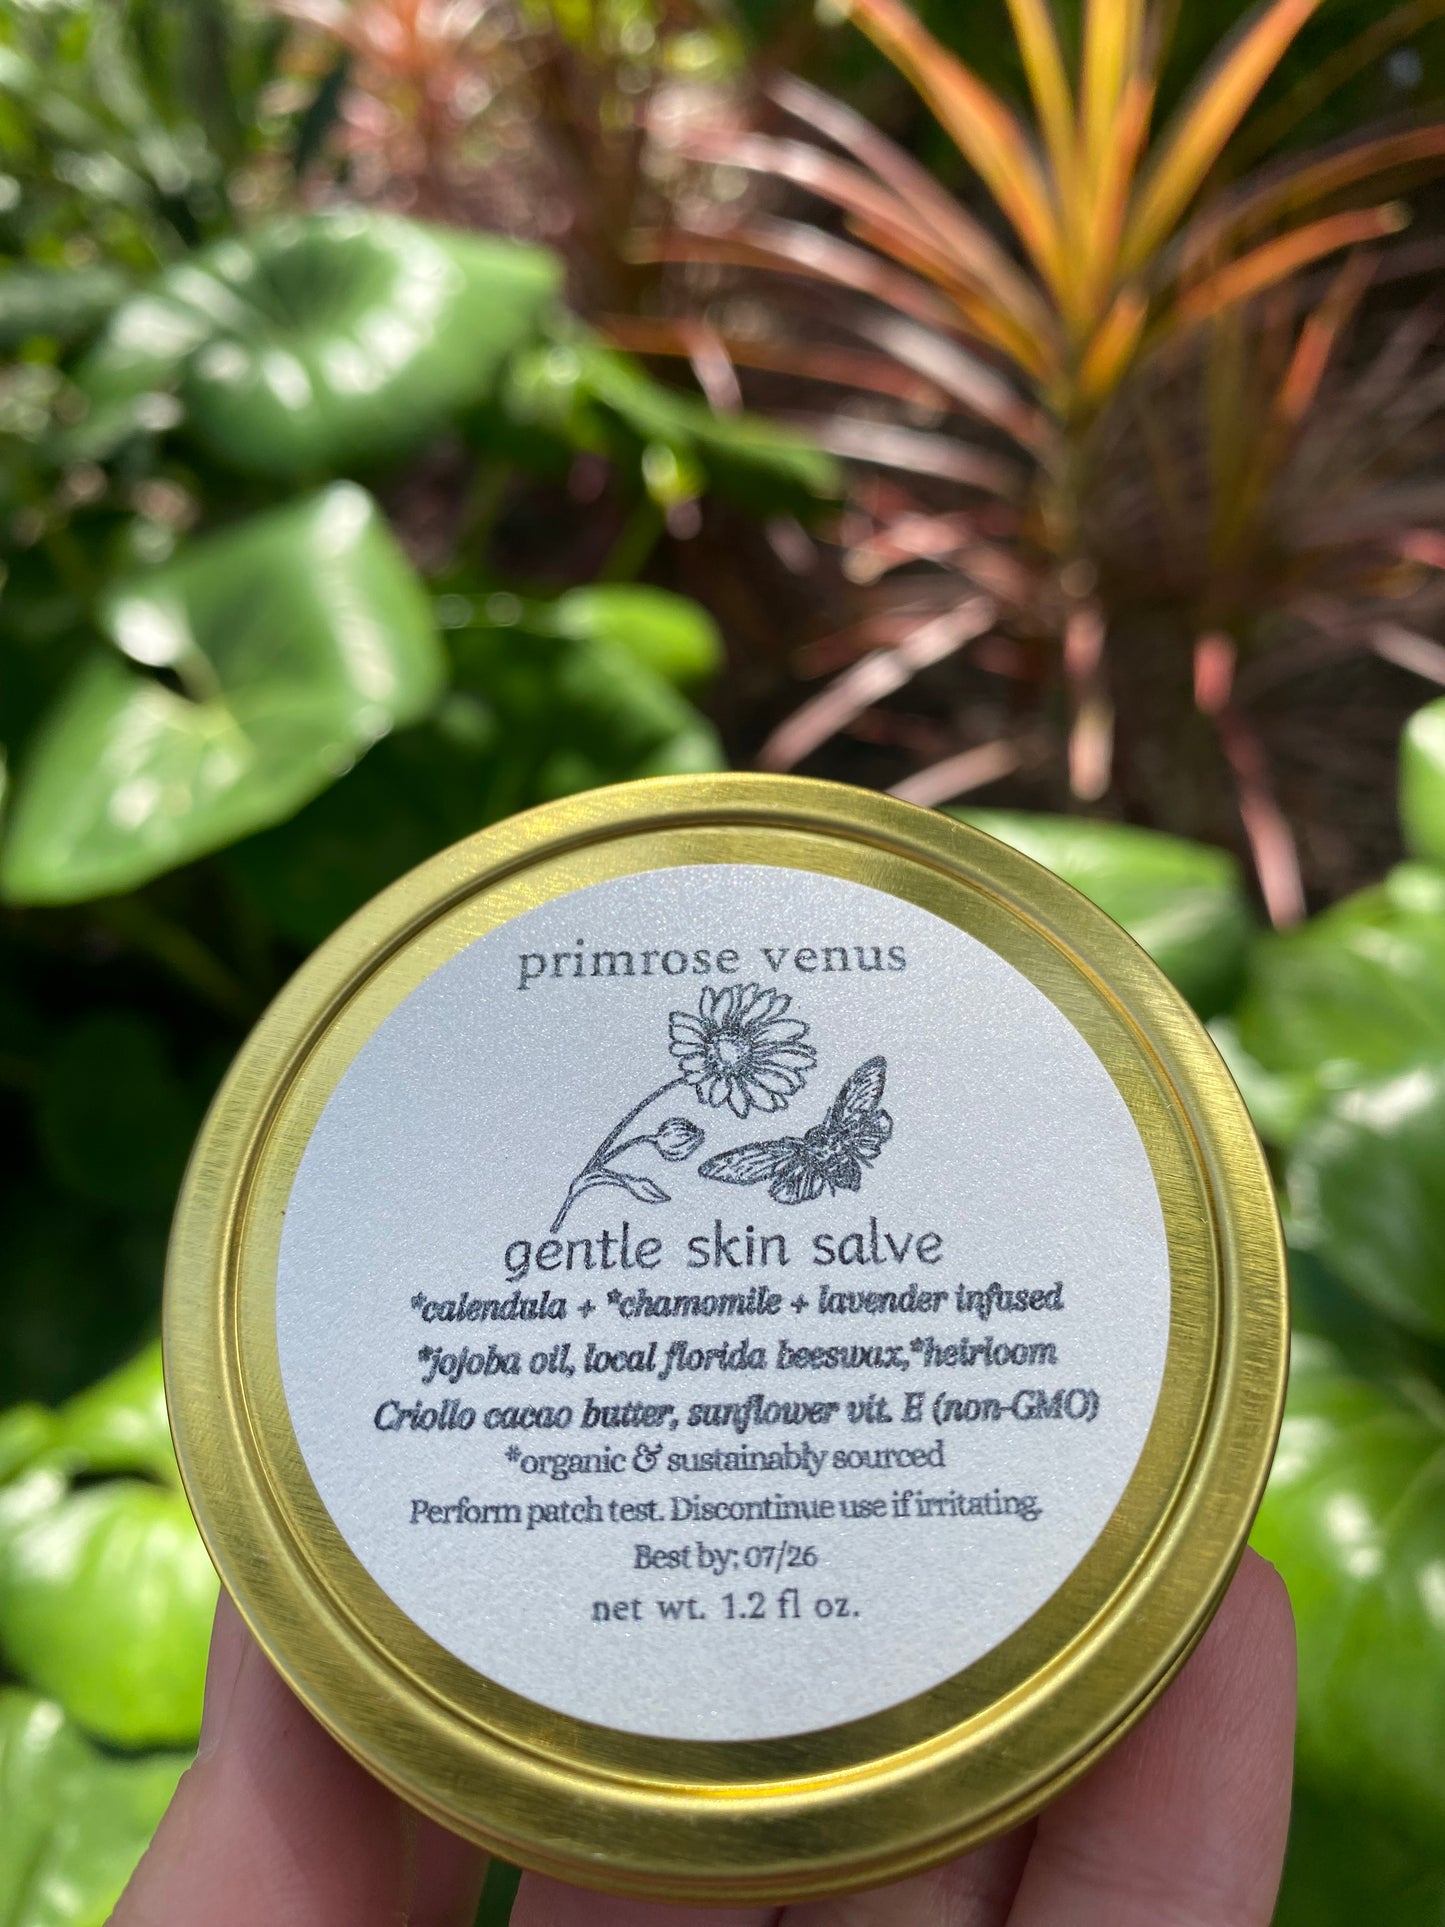 primrose venus
gentle skin salve
*calendula + *chamomile + lavender infused
*jojoba oil, local florida beeswax,*heirloom
Criollo cacao butter, sunflower vit. E (non-GMO)
*organic & sustainably sourced
Perform patch test. Discontinue use if irritating.
Best by: 07/26
net wt. 1.2 fl oz.